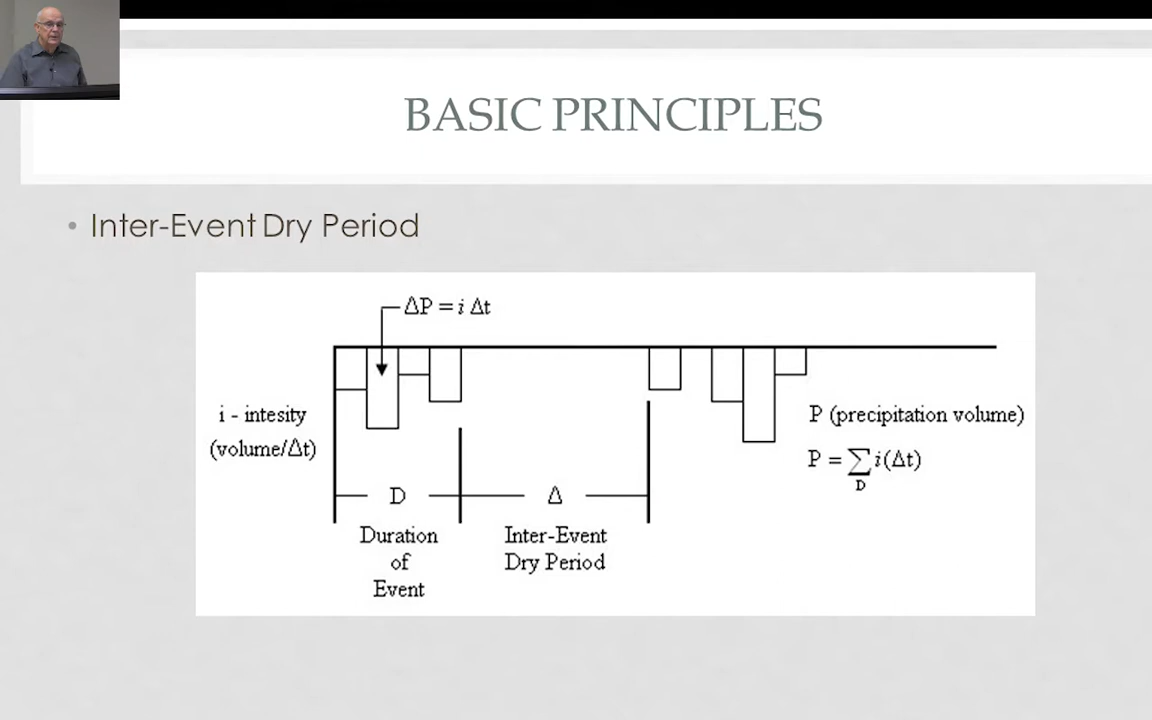 BASIC PRINCIPLES
• Inter-Event Dry Period
ΔP = i Δt
i - intesity
(volume/Δt)
P (precipitation volume)
P = ∑ i(Δt)
D
D
Δ
Duration
of
Event
Inter-Event
Dry Period